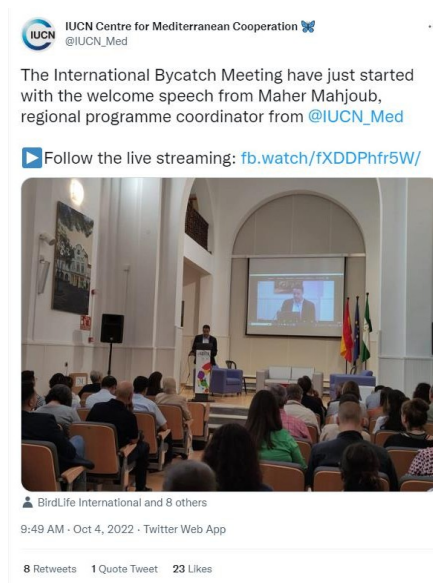 IUCN Centre for Mediterranean Cooperation
IUCN
@IUCN_Med
The International Bycatch Meeting have just started
with the welcome speech from Maher Mahjoub,
regional programme coordinator from @IUCN_Med
Follow the live streaming: fb.watch/fXDDPhfr5W/
IUCN
BirdLife International and 8 others
9:49 AM · Oct 4, 2022 · Twitter Web App
8 Retweets 1 Quote Tweet 23 Likes